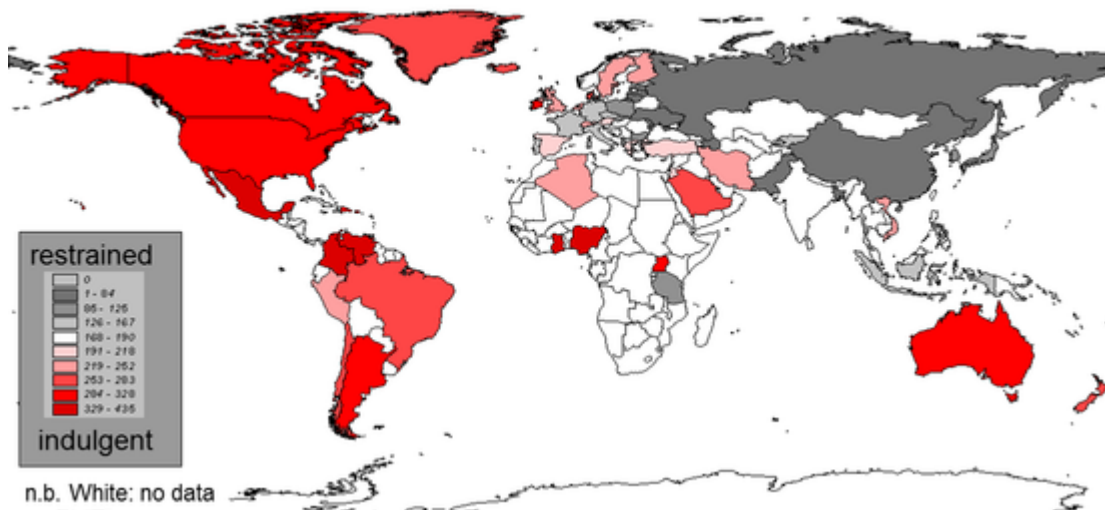 restrained
0
1 - 84
85 - 125
126 - 167
168 - 190
191 - 218
219 - 252
253 - 283
284 - 328
329 - 435
indulgent
n.b. White: no data